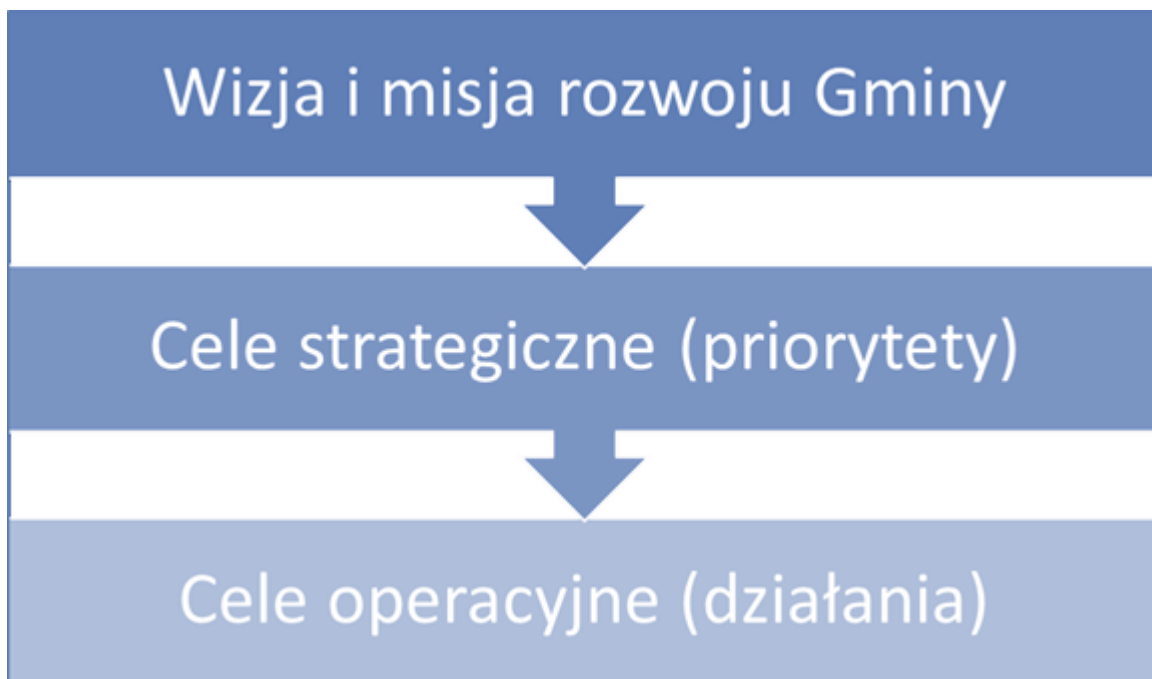 Wizja i misja rozwoju Gminy
Cele strategiczne (priorytety)
Cele operacyjne (działania)